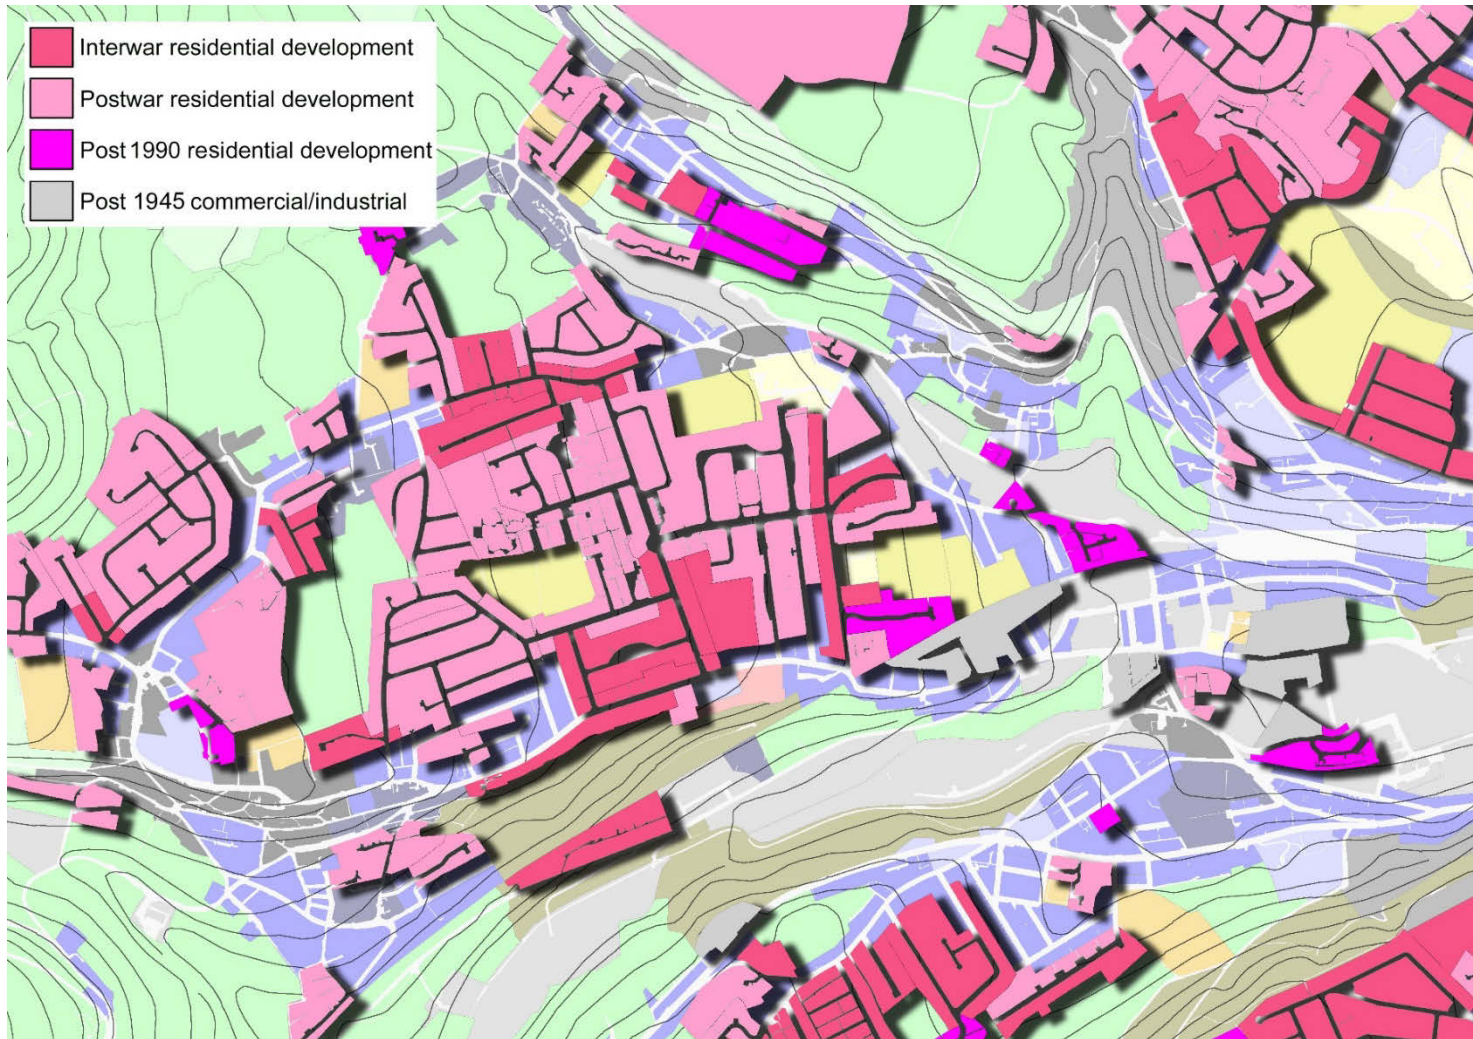 Interwar residential development
Postwar residential development
Post 1990 residential development
Post 1945 commercial/industrial